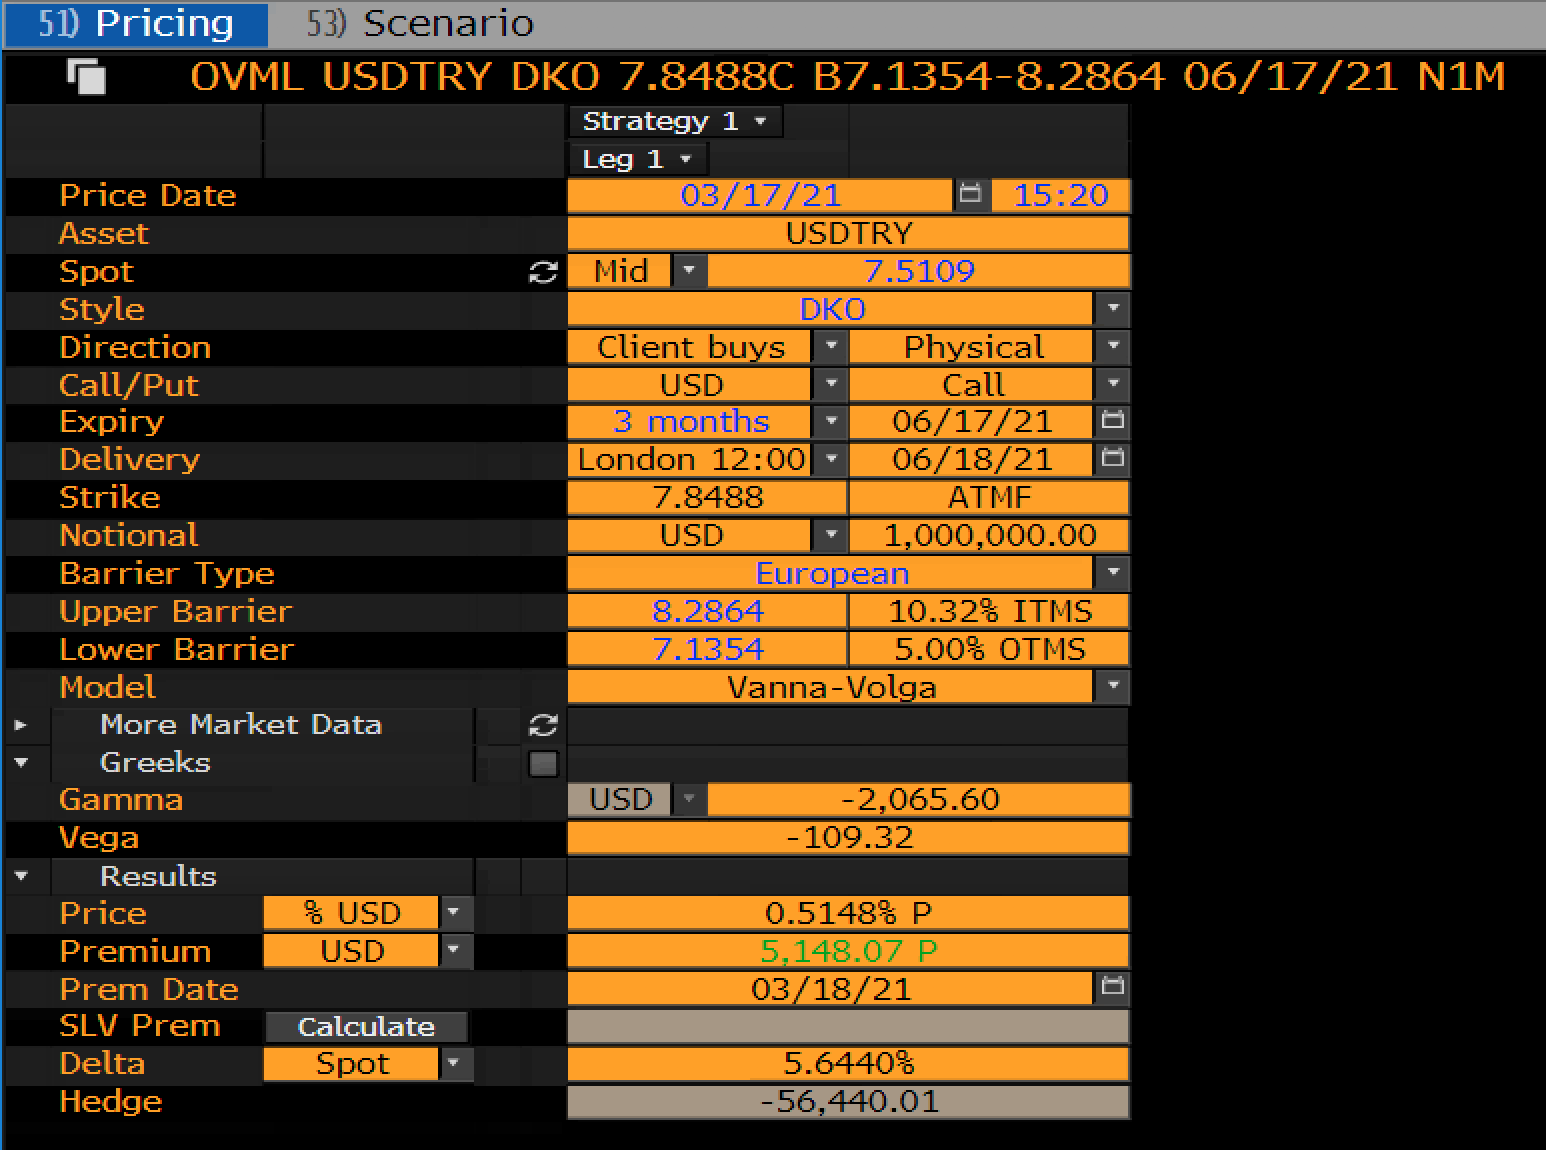 51) Pricing 53) Scenario
OVML USDTRY DKO 7.8488C B7.1354-8.2864 06/17/21 N1M
Strategy 1
Leg 1
Price Date 03/17/21 15:20
Asset USDTRY
Spot Mid 7.5109
Style DKO
Direction Client buys Physical
Call/Put USD Call
Expiry 3 months 06/17/21
Delivery London 12:00 06/18/21
Strike 7.8488 ATMF
Notional USD 1,000,000.00
Barrier Type European
Upper Barrier 8.2864 10.32% ITMS
Lower Barrier 7.1354 5.00% OTMS
Model Vanna-Volga
More Market Data
Greeks
Gamma USD -2,065.60
Vega -109.32
Results
Price % USD 0.5148% P
Premium USD 5,148.07 P
Prem Date 03/18/21
SLV Prem Calculate
Delta Spot 5.6440%
Hedge -56,440.01